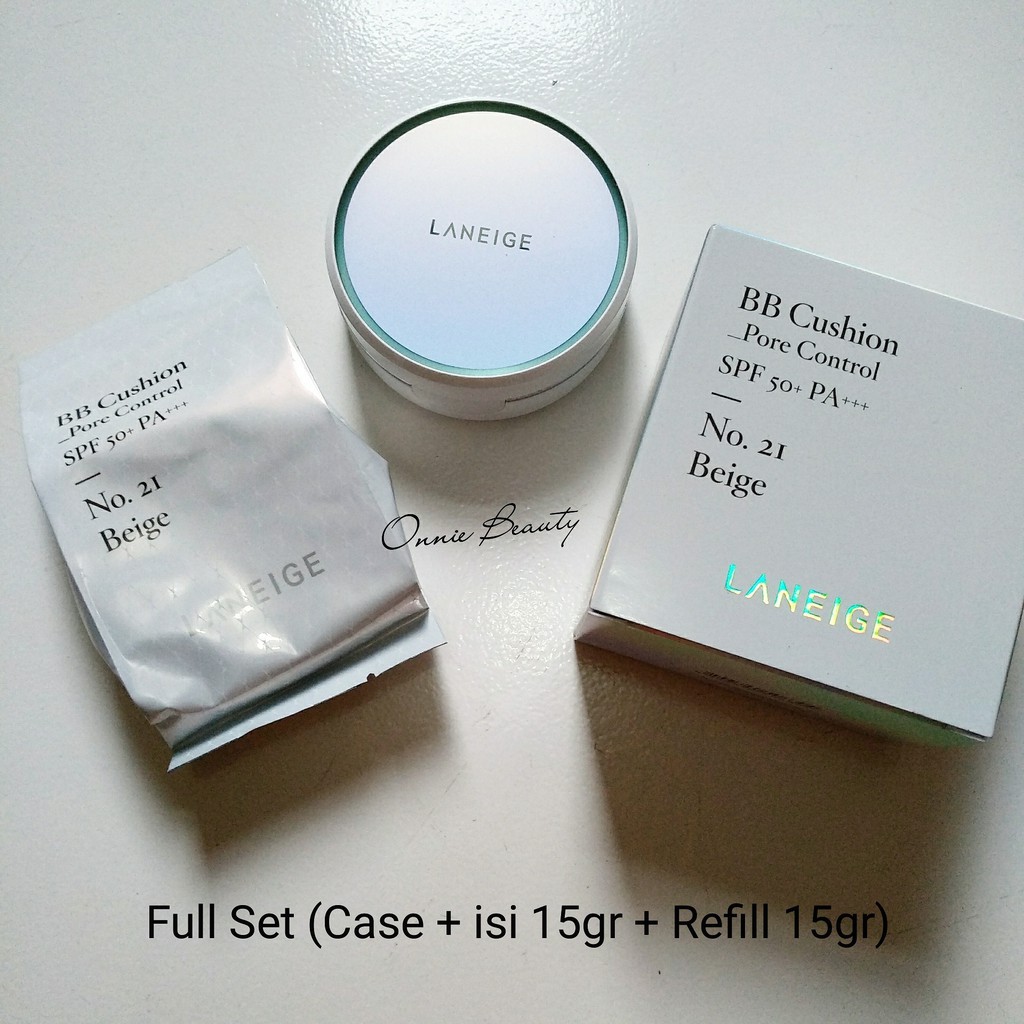 LANEIGE
BB Cushion
_Pore Control
SPF 50+ PA+++
—
No. 21
Beige
LANEIGE
BB Cushion
_Pore Control
SPF 50+ PA+++
—
No. 21
Beige
LANEIGE
Onnie Beauty
Full Set (Case + isi 15gr + Refill 15gr)